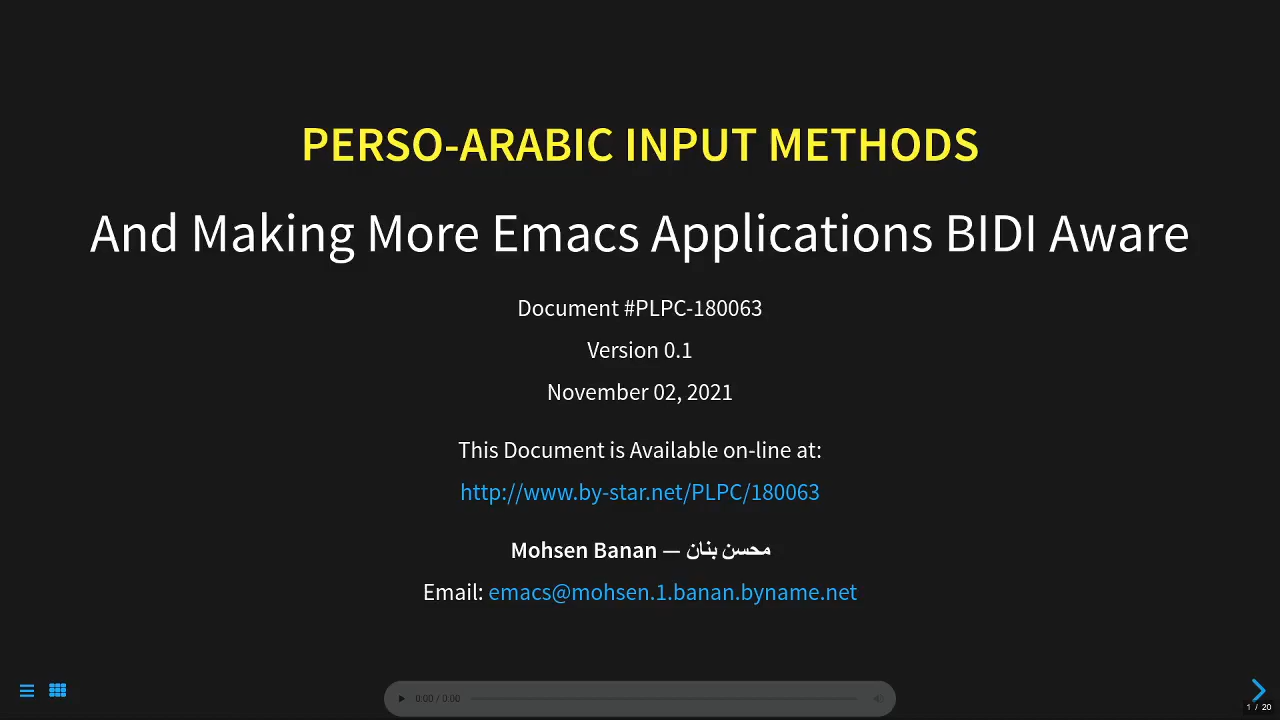 PERSO-ARABIC INPUT METHODS
And Making More Emacs Applications BIDI Aware
Document #PLPC-180063
Version 0.1
November 02, 2021
This Document is Available on-line at:
http://www.by-star.net/PLPC/180063
Mohsen Banan — محسن بنان
Email: emacs@mohsen.1.banan.byname.net
0:00 / 0:00
1 / 20